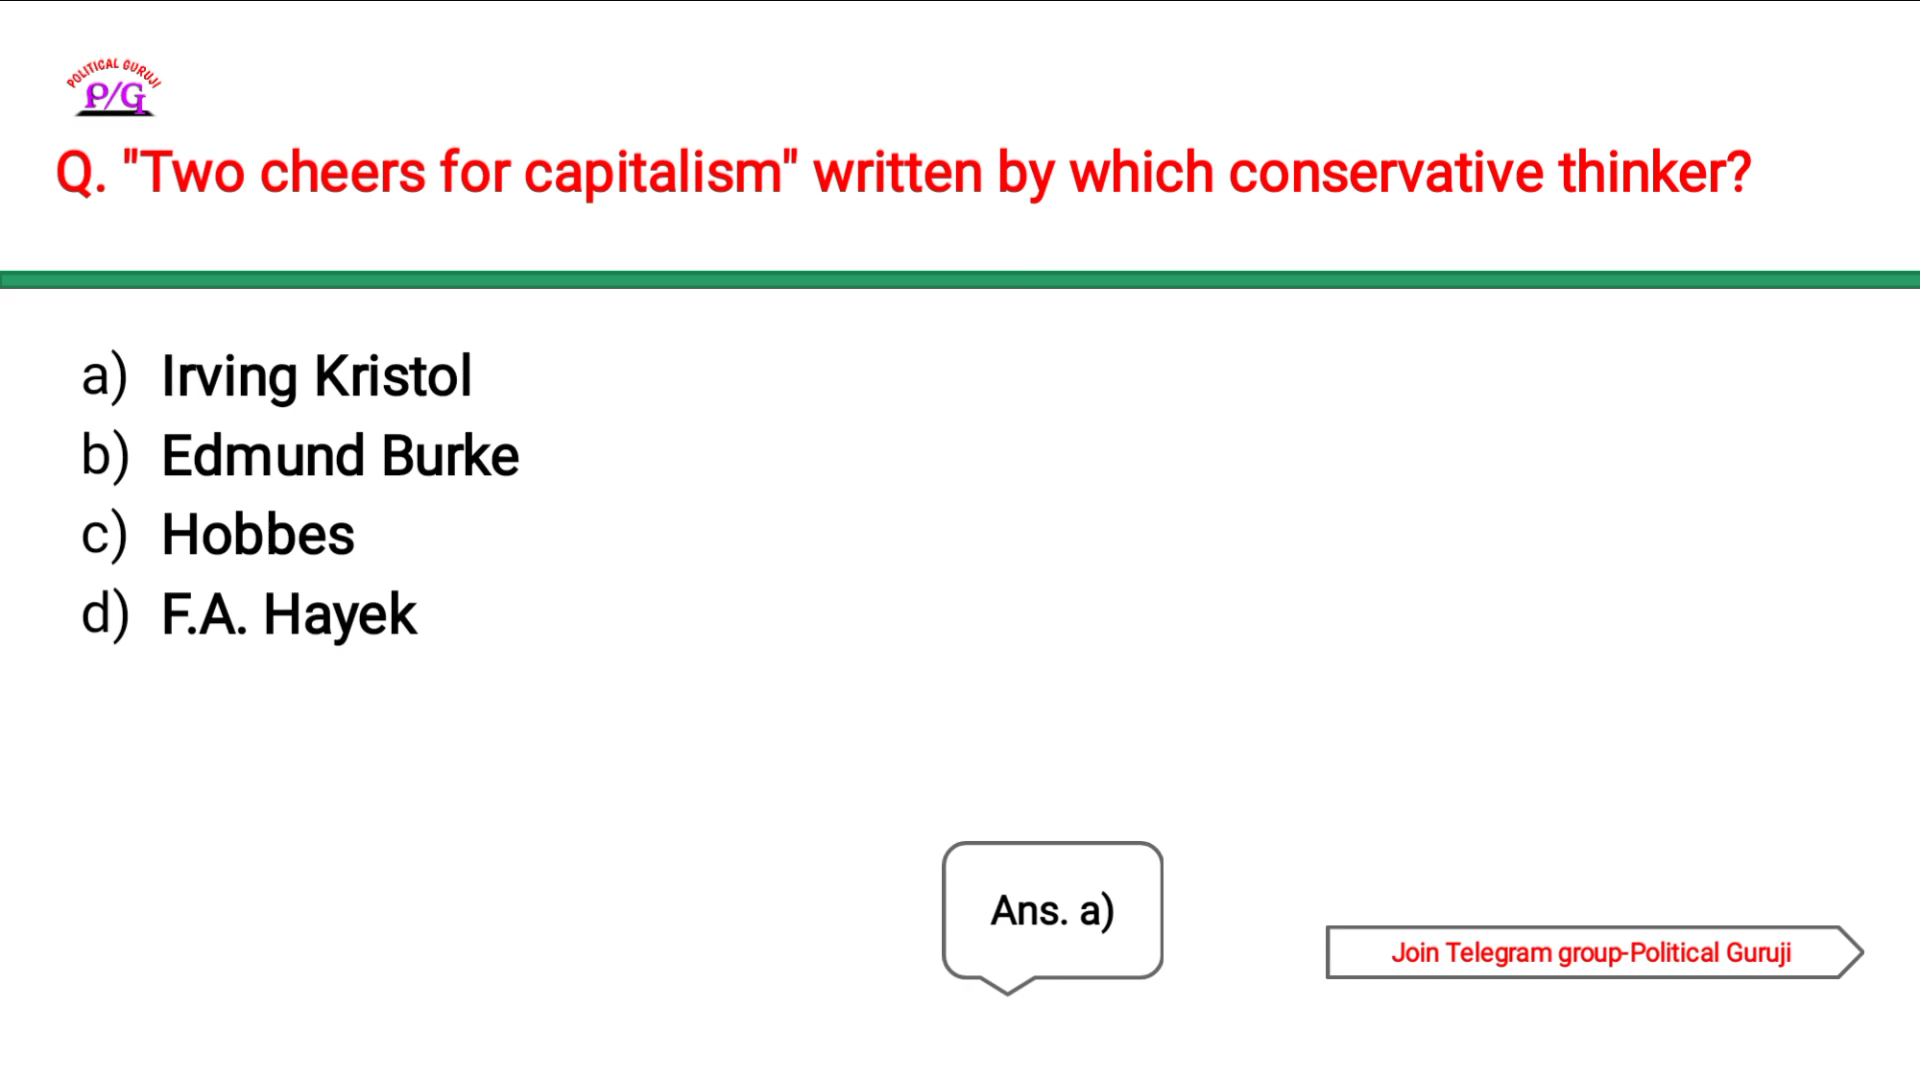 POLITICAL GURUJI
P/G
Q. "Two cheers for capitalism" written by which conservative thinker?
a) Irving Kristol
b) Edmund Burke
c) Hobbes
d) F.A. Hayek
Ans. a)
Join Telegram group-Political Guruji